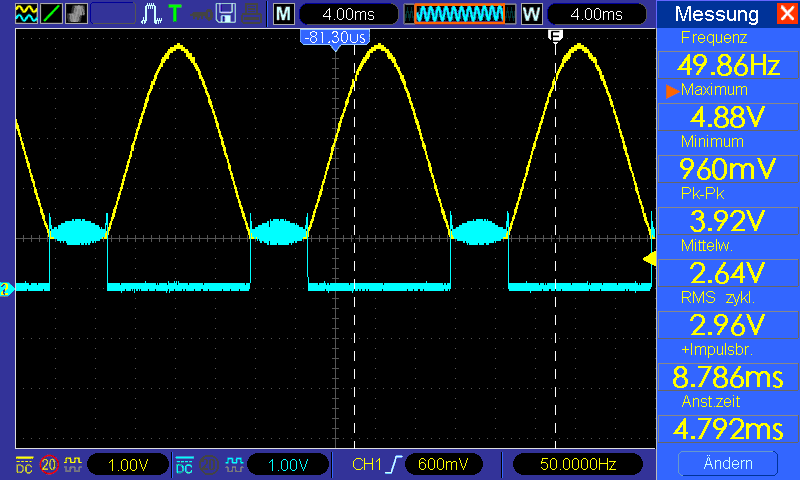 T M 4.00ms W 4.00ms Messung
-81.30us F
Frequenz
49.86Hz
Maximum
4.88V
Minimum
960mV
Pk-Pk
3.92V
Mittelw.
2.64V
RMS zykl.
2.96V
+Impulsbr.
8.786ms
Anst.zeit
4.792ms
DC 20 1.00V DC 20 1.00V CH1 600mV 50.0000Hz Ändern